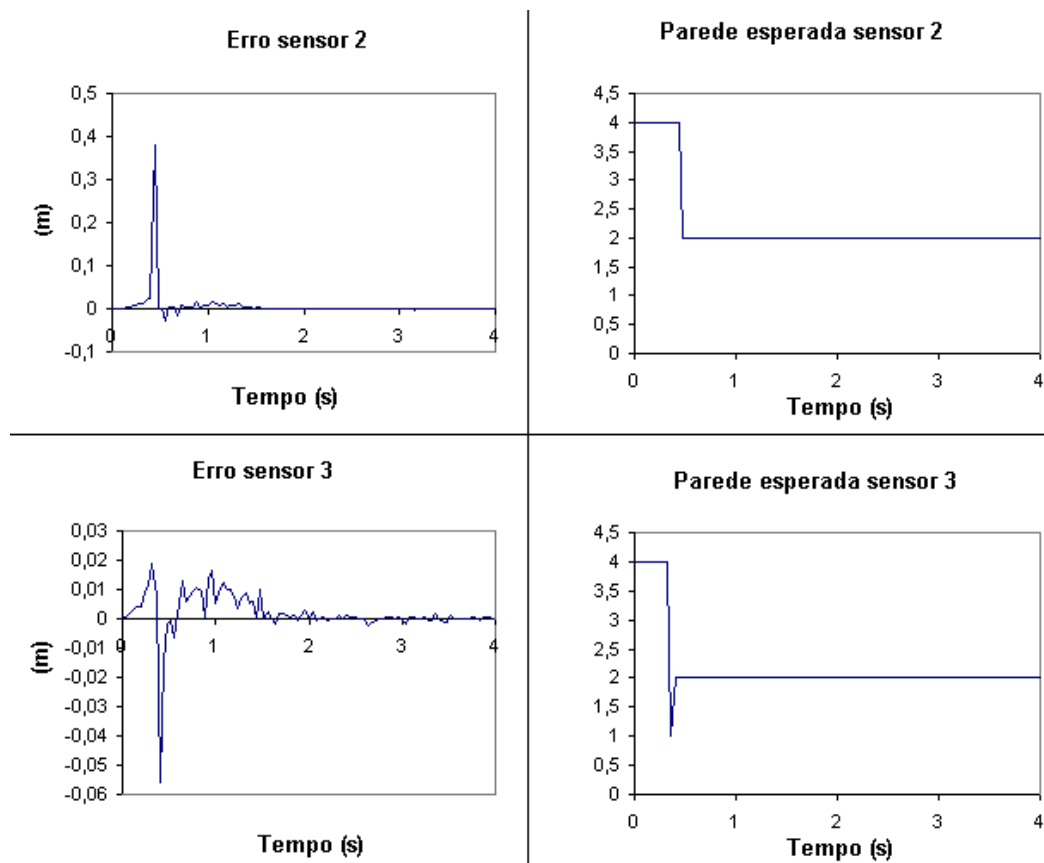 Erro sensor 2
0,5
0,4
0,3
0,2
0,1
0
-0,1
(m)
0 1 2 3 4
Tempo (s)
Parede esperada sensor 2
4,5
4
3,5
3
2,5
2
1,5
1
0,5
0
0 1 2 3 4
Tempo (s)
Erro sensor 3
0,03
0,02
0,01
0
-0,01
-0,02
-0,03
-0,04
-0,05
-0,06
(m)
0 1 2 3 4
Tempo (s)
Parede esperada sensor 3
4,5
4
3,5
3
2,5
2
1,5
1
0,5
0
0 1 2 3 4
Tempo (s)